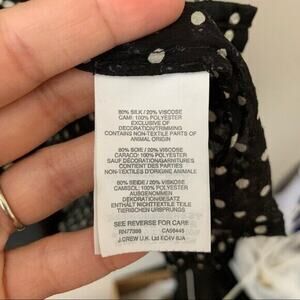 80% SILK / 20% VISCOSE
CAMI: 100% POLYESTER
EXCLUSIVE OF
DECORATION/TRIMMING
CONTAINS NON-TEXTILE PARTS OF
ANIMAL ORIGIN
80% SOIE / 20% VISCOSE
CARACO: 100% POLYESTER
SAUF DÉCORATION/GARNITURES
CONTIENT DES PARTIES
NON-TEXTILES D'ORIGINE ANIMALE
80% SEIDE / 20% VISKOSE
CAMISOL: 100% POLYESTER
AUSGENOMMEN
DEKORATION/BESATZ
ENTHÄLT NICHTTEXTILE TEILE
TIERISCHEN URSPRUNGS
SEE REVERSE FOR CARE
RN77388 CA56445
J.CREW U.K. Ltd EC4V 6JA